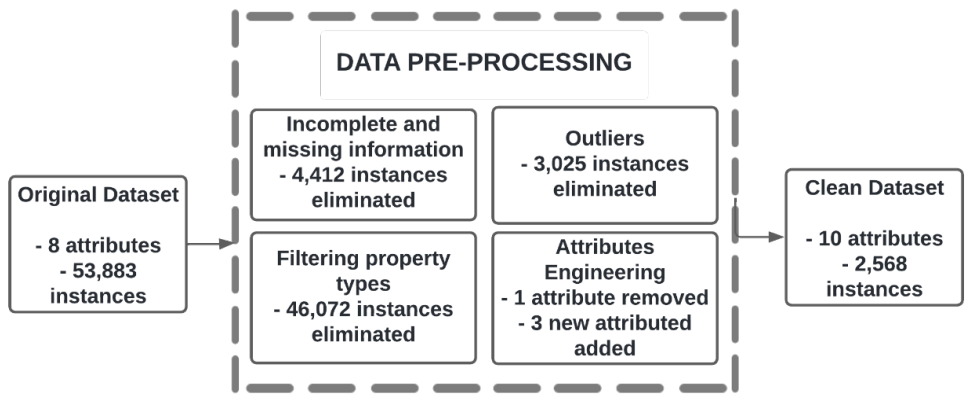 DATA PRE-PROCESSING
Original Dataset
- 8 attributes
- 53,883
instances
Incomplete and
missing information
- 4,412 instances
eliminated
Outliers
- 3,025 instances
eliminated
Filtering property
types
- 46,072 instances
eliminated
Attributes
Engineering
- 1 attribute removed
- 3 new attributed
added
Clean Dataset
- 10 attributes
- 2,568
instances